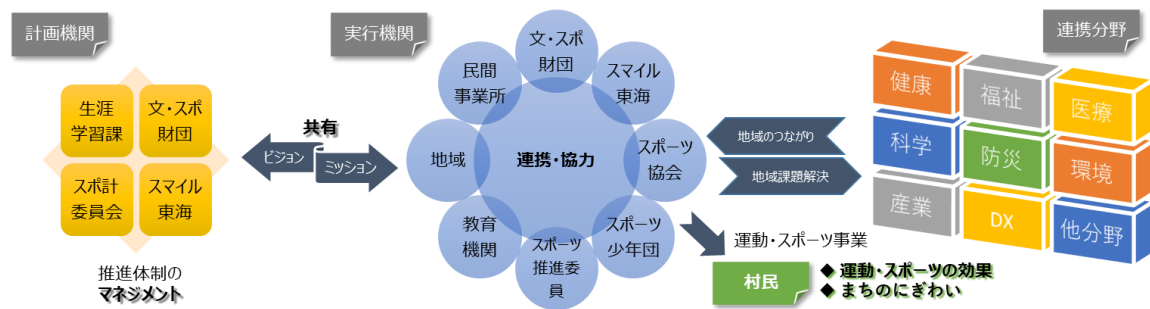 計画機関
生涯
学習課
文・スポ
財団
スポ計
委員会
スマイル
東海
推進体制の
マネジメント
共有
ビジョン
ミッション
実行機関
文・スポ
財団
スマイル
東海
スポーツ
協会
スポーツ
少年団
スポーツ
推進委
員
教育
機関
地域
民間
事業所
連携・協力
地域のつながり
地域課題解決
運動・スポーツ事業
村民
◆ 運動・スポーツの効果
◆ まちのにぎわい
連携分野
健康
福祉
医療
科学
防災
環境
産業
DX
他分野